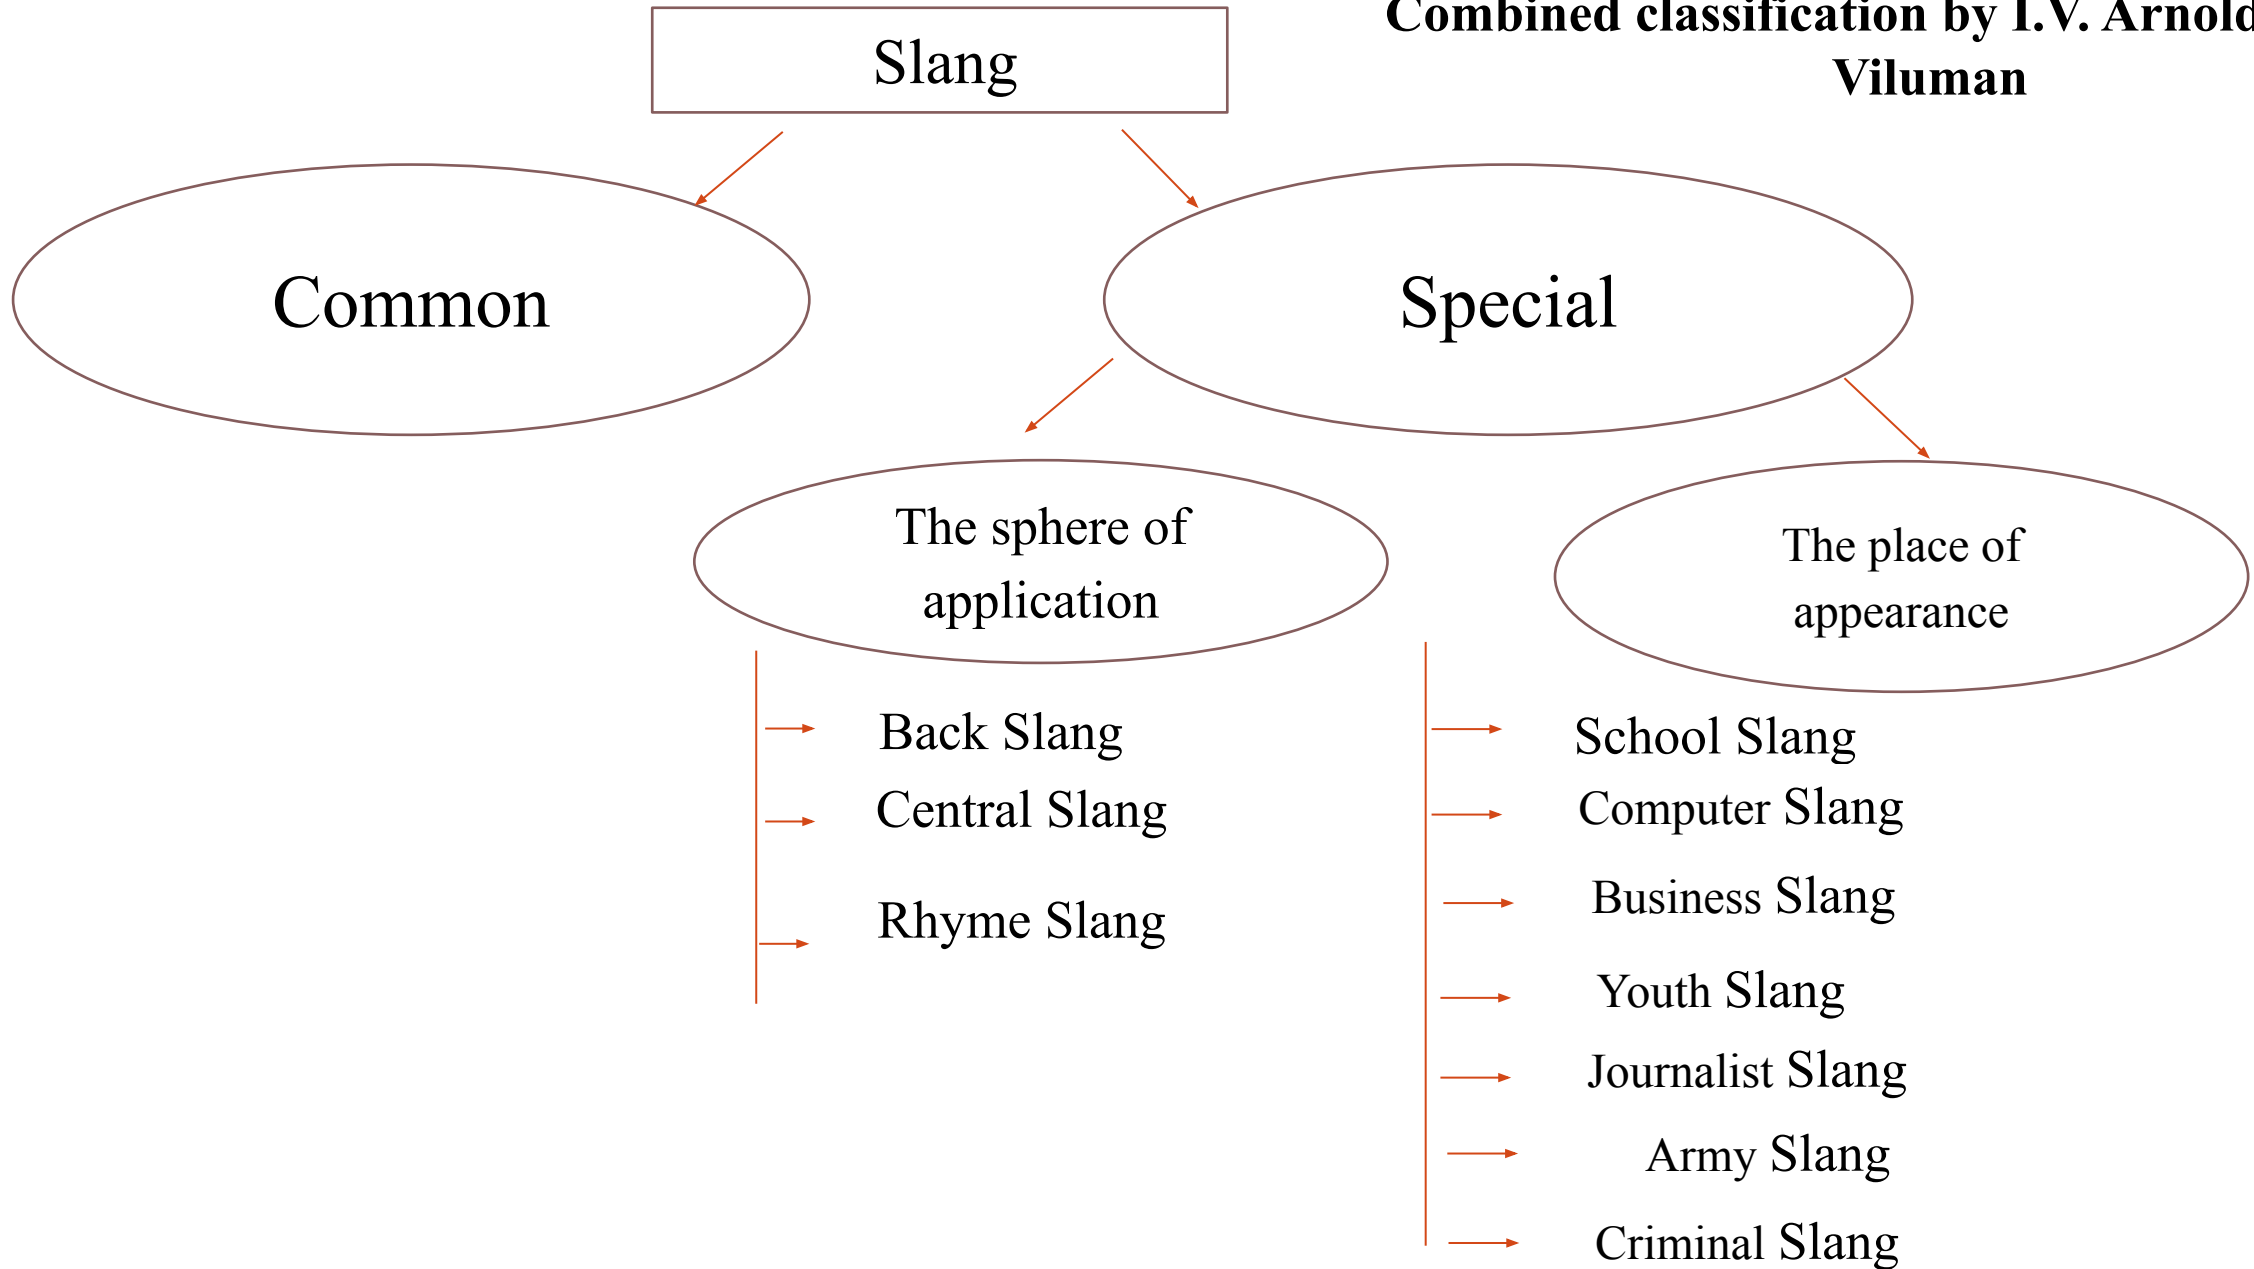 Combined classification by I.V. Arnold
Viluman
Slang
Common
Special
The sphere of
application
The place of
appearance
Back Slang
Central Slang
Rhyme Slang
School Slang
Computer Slang
Business Slang
Youth Slang
Journalist Slang
Army Slang
Criminal Slang